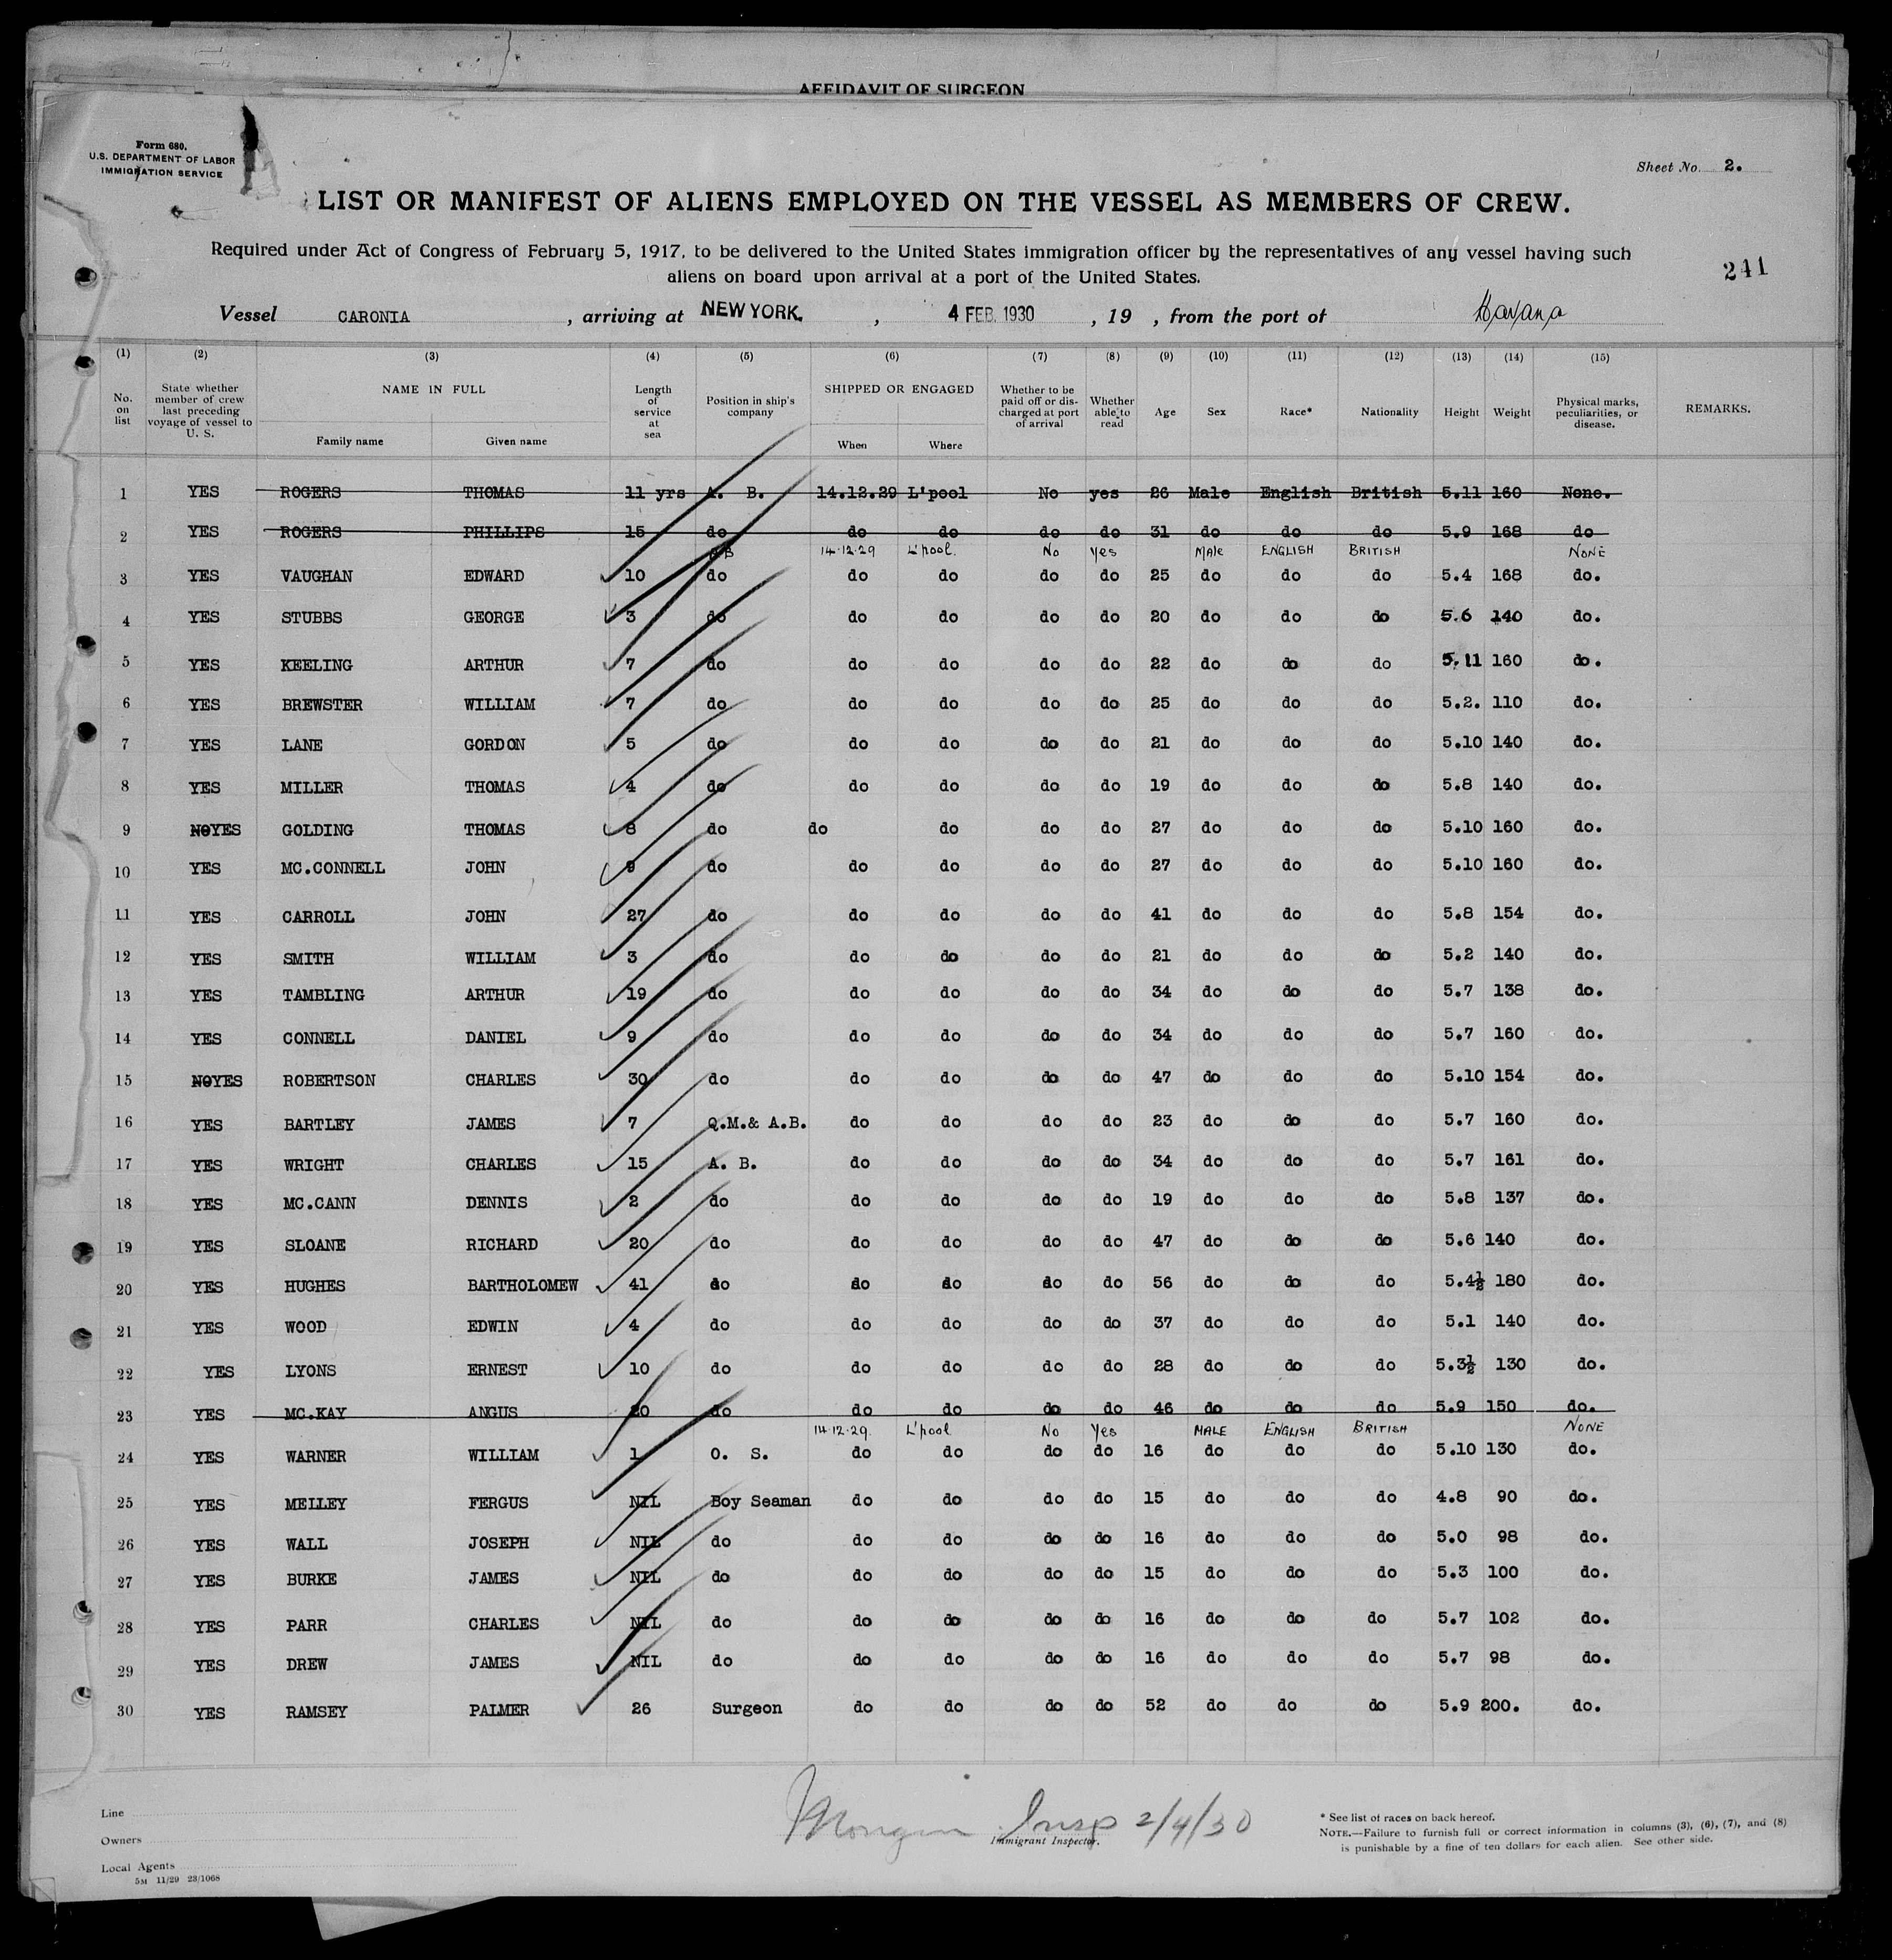 AFFIDAVIT OF SURGEON
Form 680.
U.S. DEPARTMENT OF LABOR
IMMIGRATION SERVICE
Sheet No. 2.
LIST OR MANIFEST OF ALIENS EMPLOYED ON THE VESSEL AS MEMBERS OF CREW.
Required under Act of Congress of February 5, 1917, to be delivered to the United States immigration officer by the representatives of any vessel having such
aliens on board upon arrival at a port of the United States.
241
Vessel CARONIA, arriving at NEW YORK, 4 FEB. 1930, 19 , from the port of Havana
(1) (2) (3) (4) (5) (6) (7) (8) (9) (10) (11) (12) (13) (14) (15)
No. on list State whether member of crew last preceding voyage of vessel to U. S. NAME IN FULL Family name Given name Length of service at sea Position in ship's company SHIPPED OR ENGAGED When Where Whether to be paid off or discharged at port of arrival Whether able to read Age Sex Race* Nationality Height Weight Physical marks, peculiarities, or disease. REMARKS.
1 YES ROGERS THOMAS 11 yrs A. B. 14.12.29 L'pool No yes 26 Male English British 5.11 160 None.
2 YES ROGERS PHILLIPS 15 do do do do do 31 do do do 5.9 168 do
AB 14.12.29 L'pool. No Yes MALE ENGLISH BRITISH NONE
3 YES VAUGHAN EDWARD 10 do do do do do 25 do do do 5.4 168 do.
4 YES STUBBS GEORGE 3 do do do do do 20 do do do 5.6 140 do.
5 YES KEELING ARTHUR 7 do do do do do 22 do do do 5.11 160 do.
6 YES BREWSTER WILLIAM 7 do do do do do 25 do do do 5.2. 110 do.
7 YES LANE GORDON 5 do do do do do 21 do do do 5.10 140 do.
8 YES MILLER THOMAS 4 do do do do do 19 do do do 5.8 140 do.
9 NOYES GOLDING THOMAS 8 do do do do do 27 do do do 5.10 160 do.
10 YES MC.CONNELL JOHN 9 do do do do do 27 do do do 5.10 160 do.
11 YES CARROLL JOHN 27 do do do do do 41 do do do 5.8 154 do.
12 YES SMITH WILLIAM 3 do do do do do 21 do do do 5.2 140 do.
13 YES TAMBLING ARTHUR 19 do do do do do 34 do do do 5.7 138 do.
14 YES CONNELL DANIEL 9 do do do do do 34 do do do 5.7 160 do.
15 NOYES ROBERTSON CHARLES 30 do do do do do 47 do do do 5.10 154 do.
16 YES BARTLEY JAMES 7 Q.M.& A.B. do do do do 23 do do do 5.7 160 do.
17 YES WRIGHT CHARLES 15 A. B. do do do do 34 do do do 5.7 161 do.
18 YES MC.CANN DENNIS 2 do do do do do 19 do do do 5.8 137 do.
19 YES SLOANE RICHARD 20 do do do do do 47 do do do 5.6 140 do.
20 YES HUGHES BARTHOLOMEW 41 do do do do do 56 do do do 5.4½ 180 do.
21 YES WOOD EDWIN 4 do do do do do 37 do do do 5.1 140 do.
22 YES LYONS ERNEST 10 do do do do do 28 do do do 5.3½ 130 do.
23 YES MC.KAY ANGUS 20 do do do do do 46 do do do 5.9 150 do.
14.12.29. L'pool No Yes MALE ENGLISH BRITISH NONE
24 YES WARNER WILLIAM 1 O. S. do do do do 16 do do do 5.10 130 do.
25 YES MELLEY FERGUS NIL Boy Seaman do do do do 15 do do do 4.8 90 do.
26 YES WALL JOSEPH NIL do do do do do 16 do do do 5.0 98 do.
27 YES BURKE JAMES NIL do do do do do 15 do do do 5.3 100 do.
28 YES PARR CHARLES NIL do do do do do 16 do do do 5.7 102 do.
29 YES DREW JAMES NIL do do do do do 16 do do do 5.7 98 do.
30 YES RAMSEY PALMER 26 Surgeon do do do do 52 do do do 5.9 200. do.
Insp 2/4/30
Immigrant Inspector.
Line
Owners
Local Agents
5M 11/29 23/1068
* See list of races on back hereof.
NOTE.—Failure to furnish full or correct information in columns (3), (6), (7), and (8)
is punishable by a fine of ten dollars for each alien. See other side.